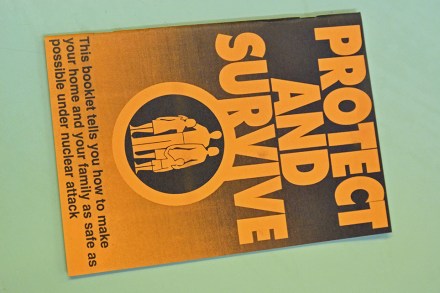 PROTECT
AND
SURVIVE
This booklet tells you how to make
your home and your family as safe as
possible under nuclear attack